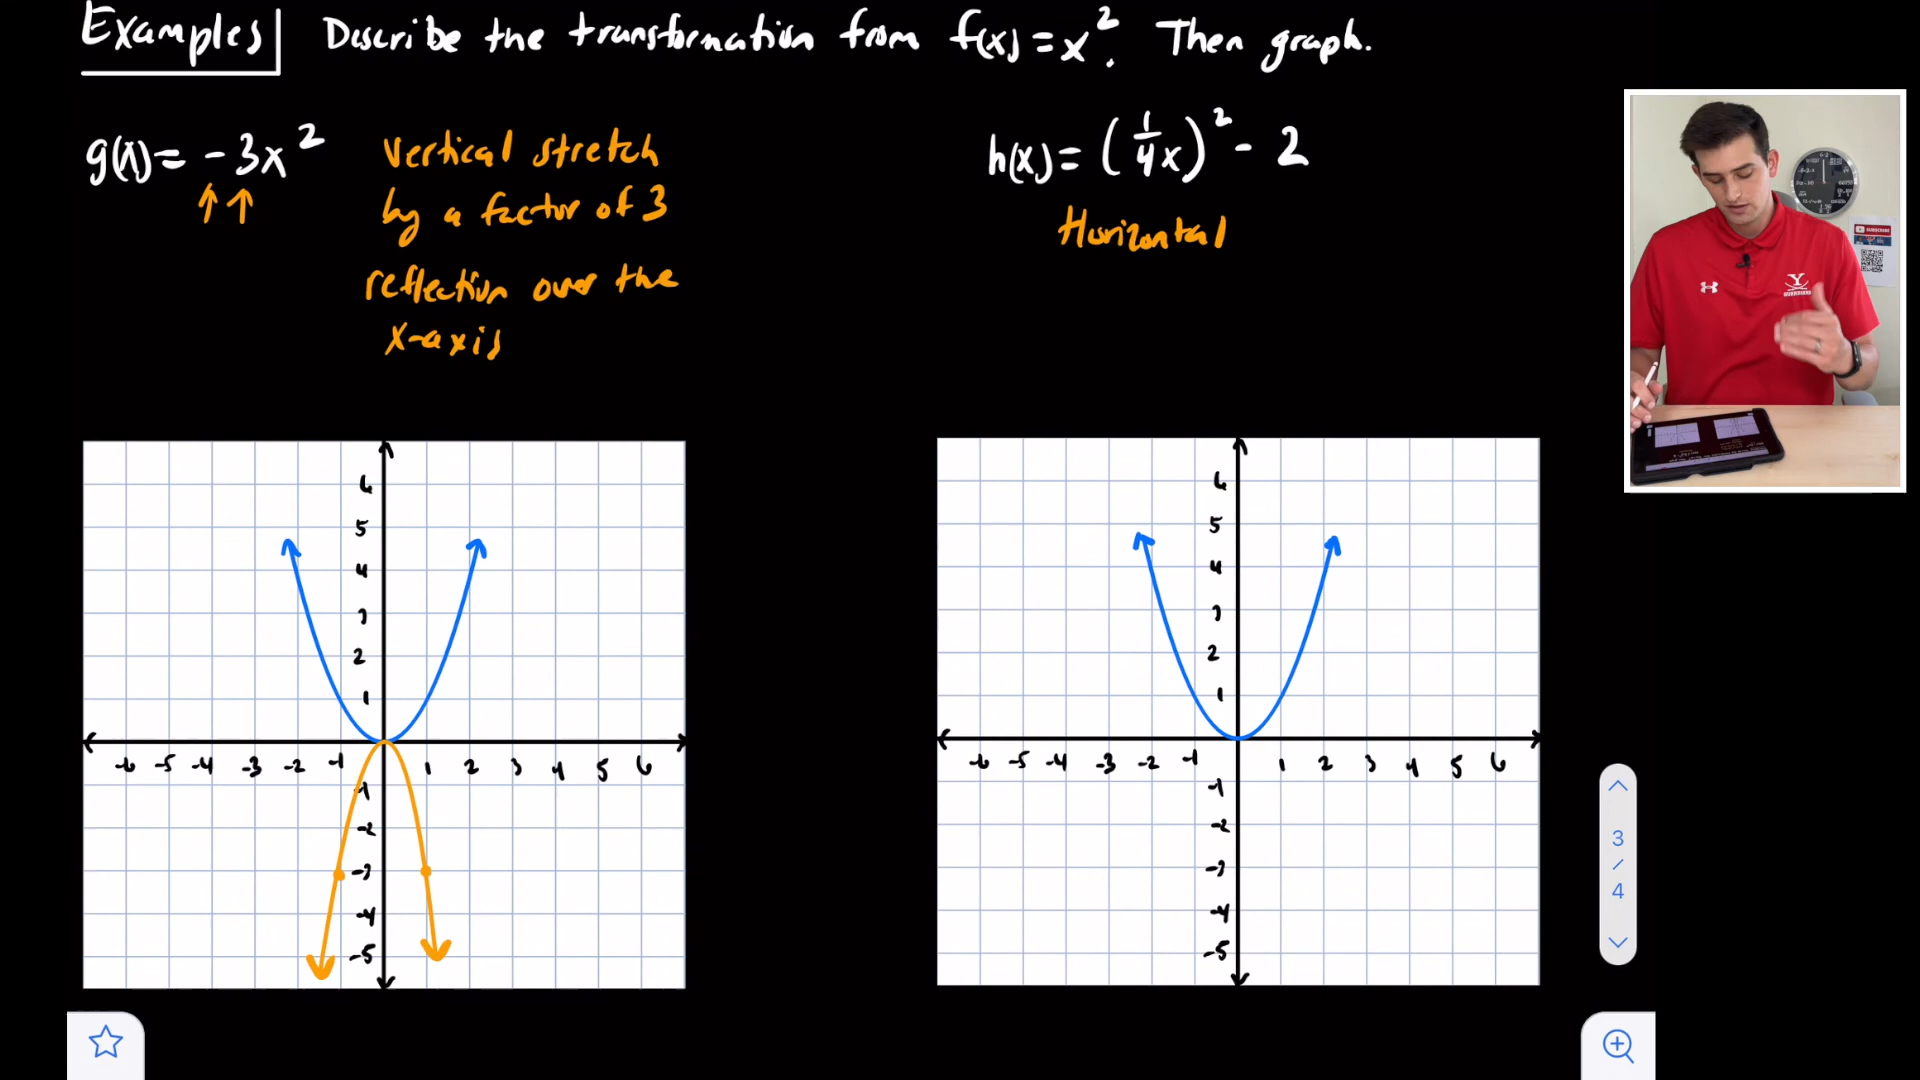 Examples Describe the transformation from f(x) = x². Then graph.
g(x) = -3x²
vertical stretch
by a factor of 3
reflection over the
x-axis
h(x) = (1/4 x)² - 2
Horizontal
6
5
4
3
2
1
-6 -5 -4 -3 -2 -1 1 2 3 4 5 6
-1
-2
-3
-4
-5
6
5
4
3
2
1
-6 -5 -4 -3 -2 -1 1 2 3 4 5 6
-1
-2
-3
-4
-5
SUBSCRIBE
Y
3
/
4